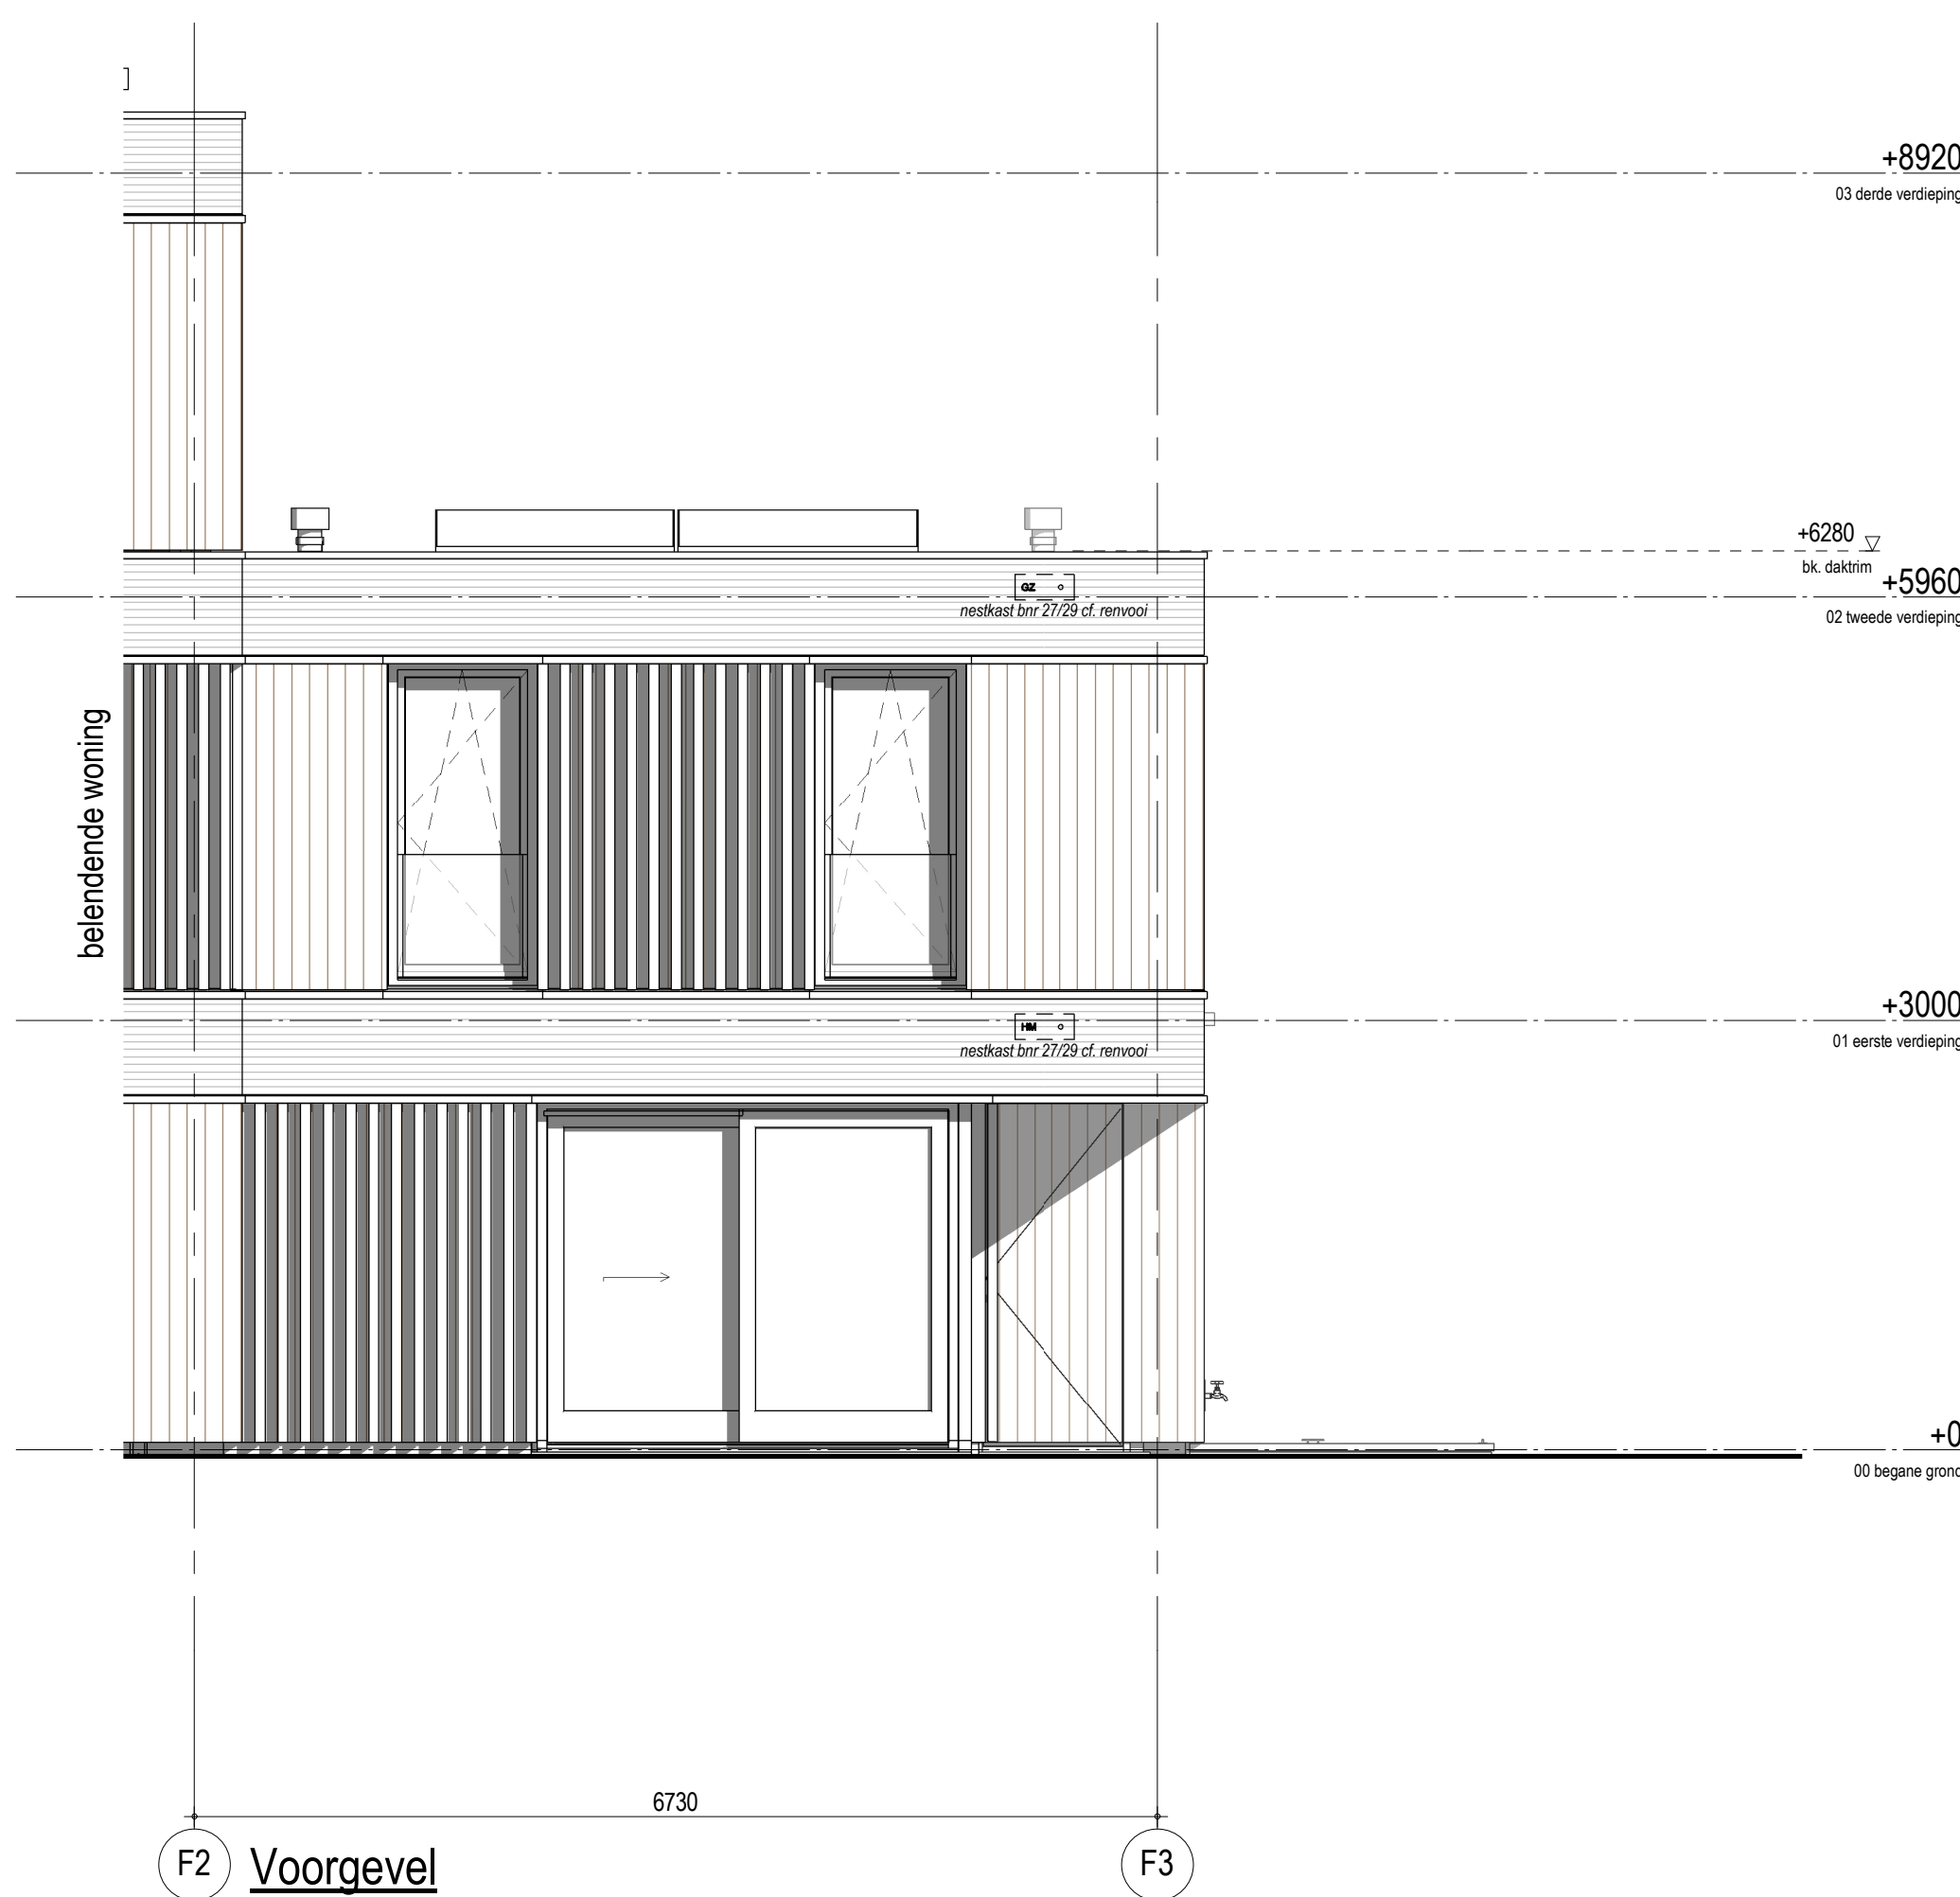 +8920
03 derde verdieping
+6280
bk. daktrim
+5960
02 tweede verdieping
GZ
nestkast bnr 27/29 cf. renvooi
belendende woning
+3000
01 eerste verdieping
HM
nestkast bnr 27/29 cf. renvooi
+0
00 begane grond
6730
F2
Voorgevel
F3